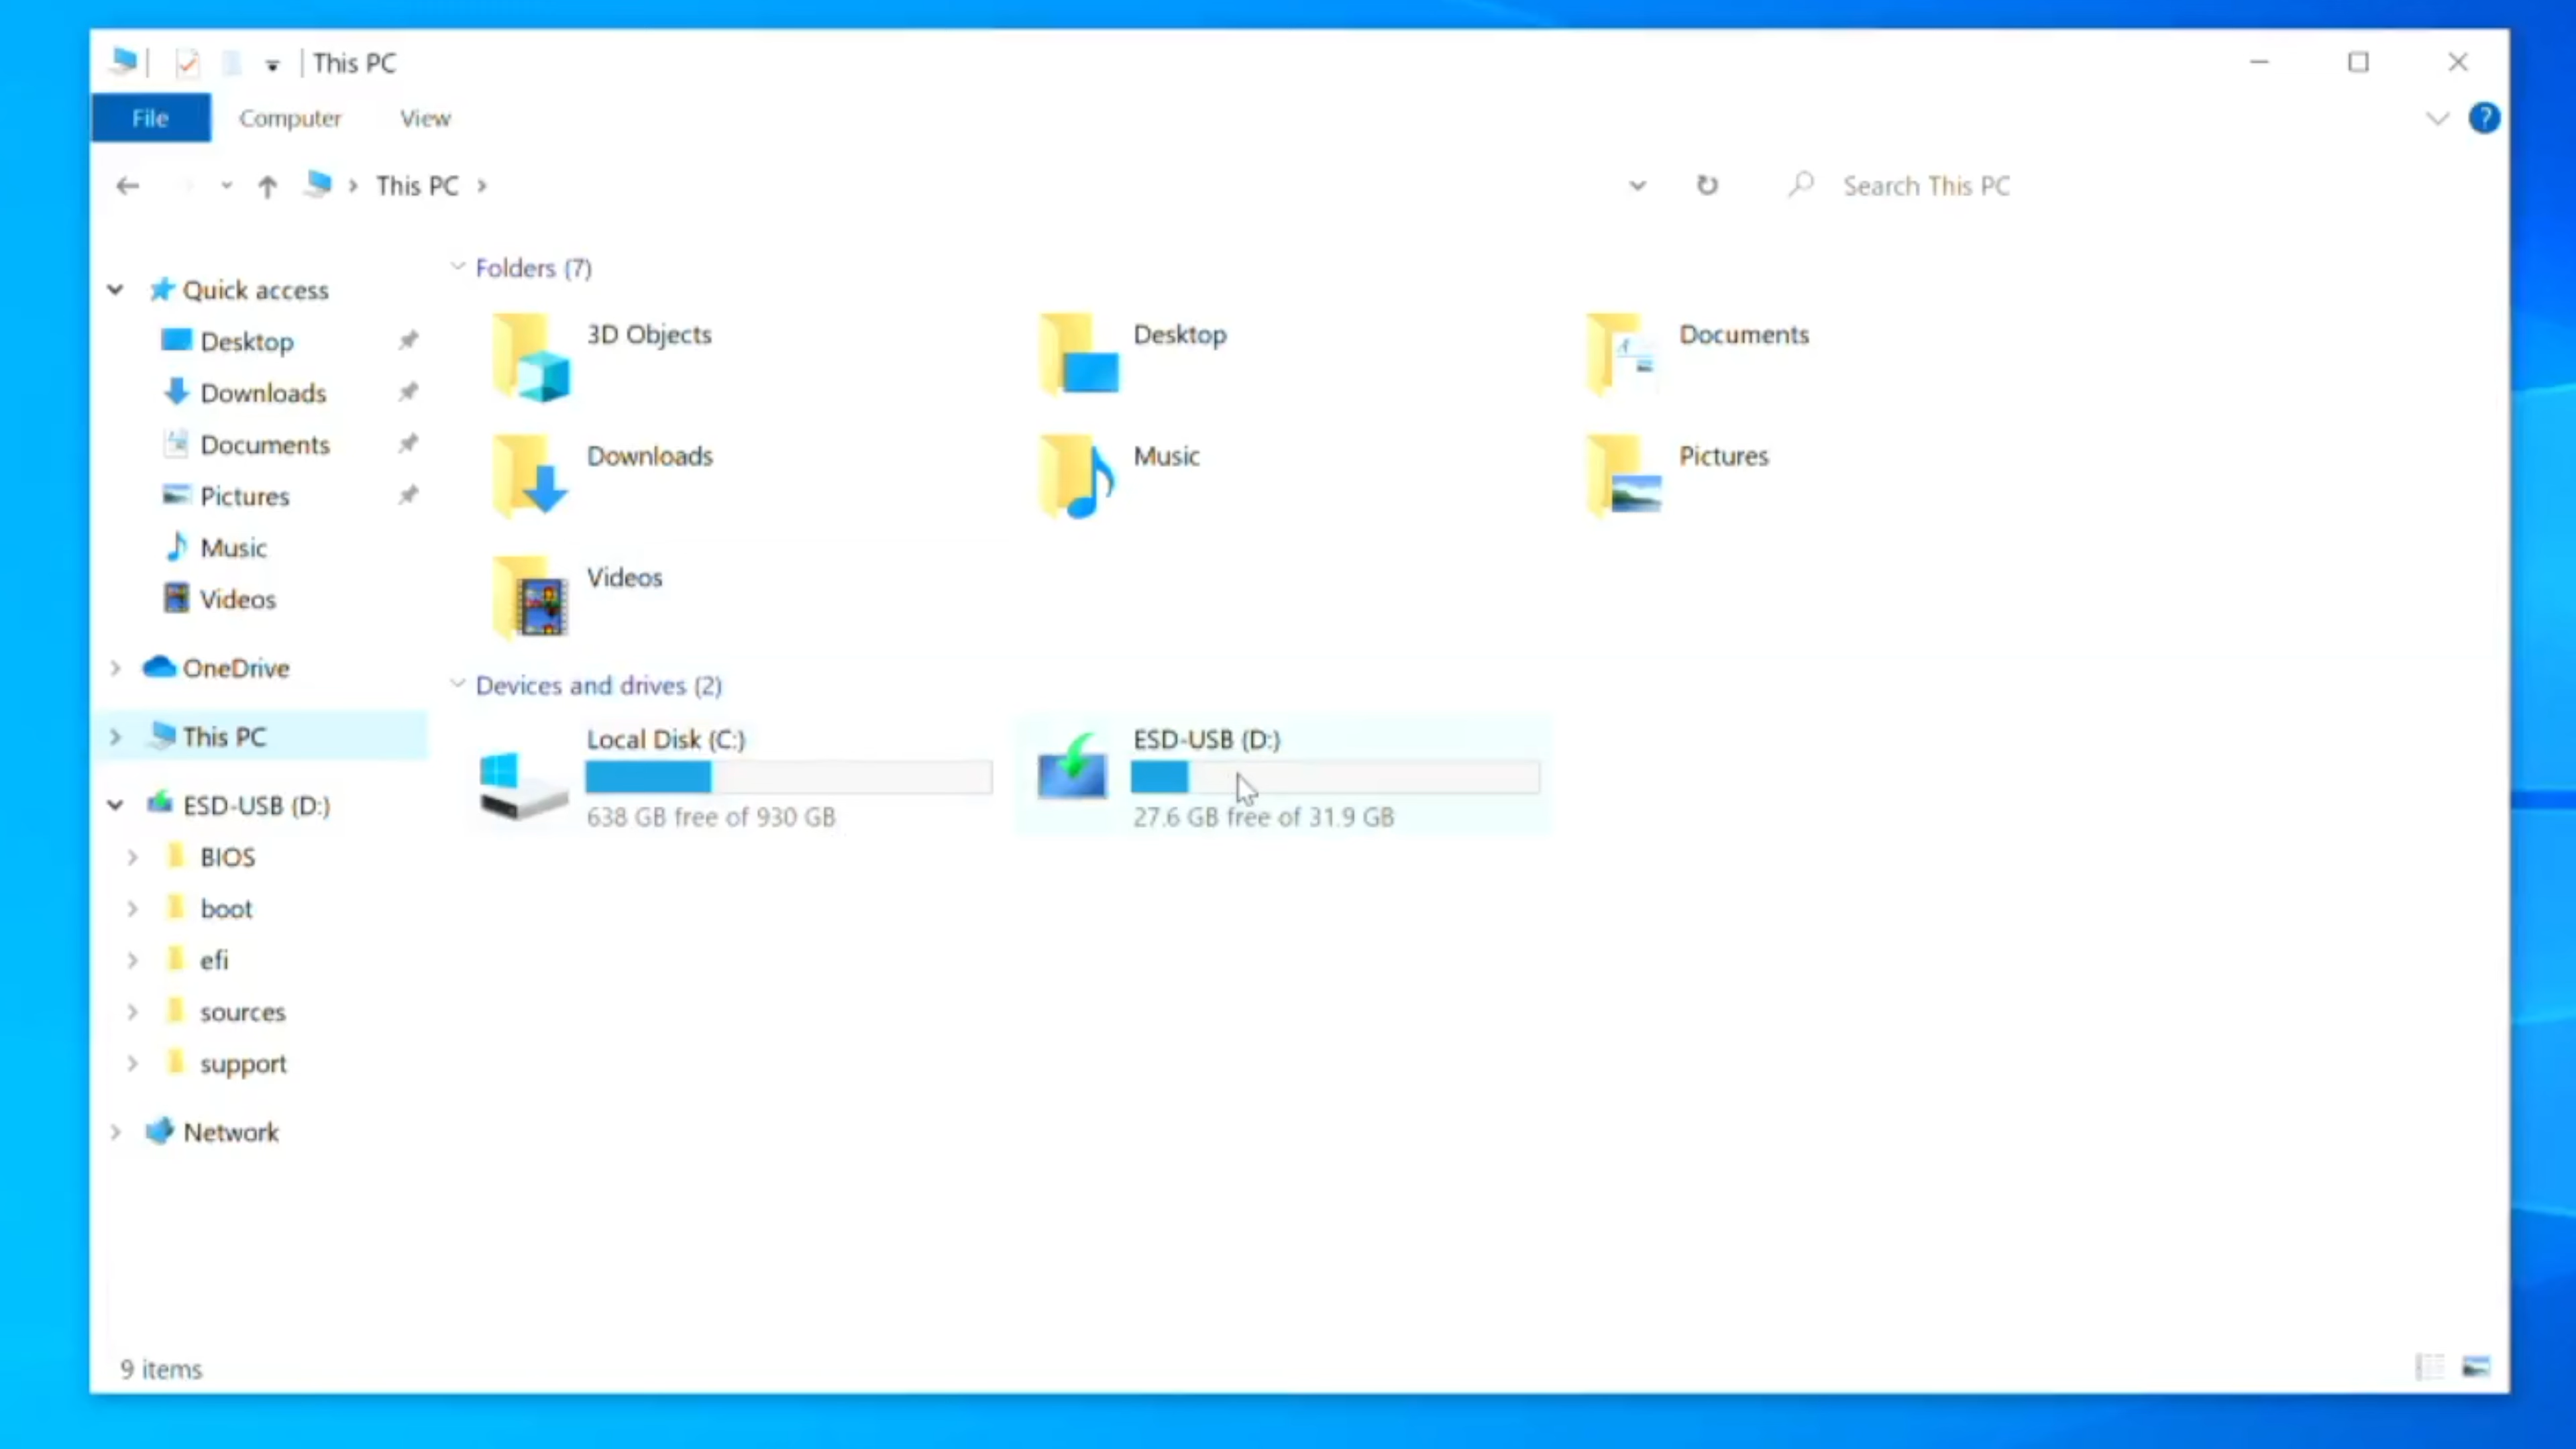 This PC
File Computer View
?
This PC
Search This PC
Quick access
Desktop
Downloads
Documents
Pictures
Music
Videos
OneDrive
This PC
ESD-USB (D:)
BIOS
boot
efi
sources
support
Network
Folders (7)
3D Objects
Desktop
Documents
Downloads
Music
Pictures
Videos
Devices and drives (2)
Local Disk (C:)
638 GB free of 930 GB
ESD-USB (D:)
27.6 GB free of 31.9 GB
9 items